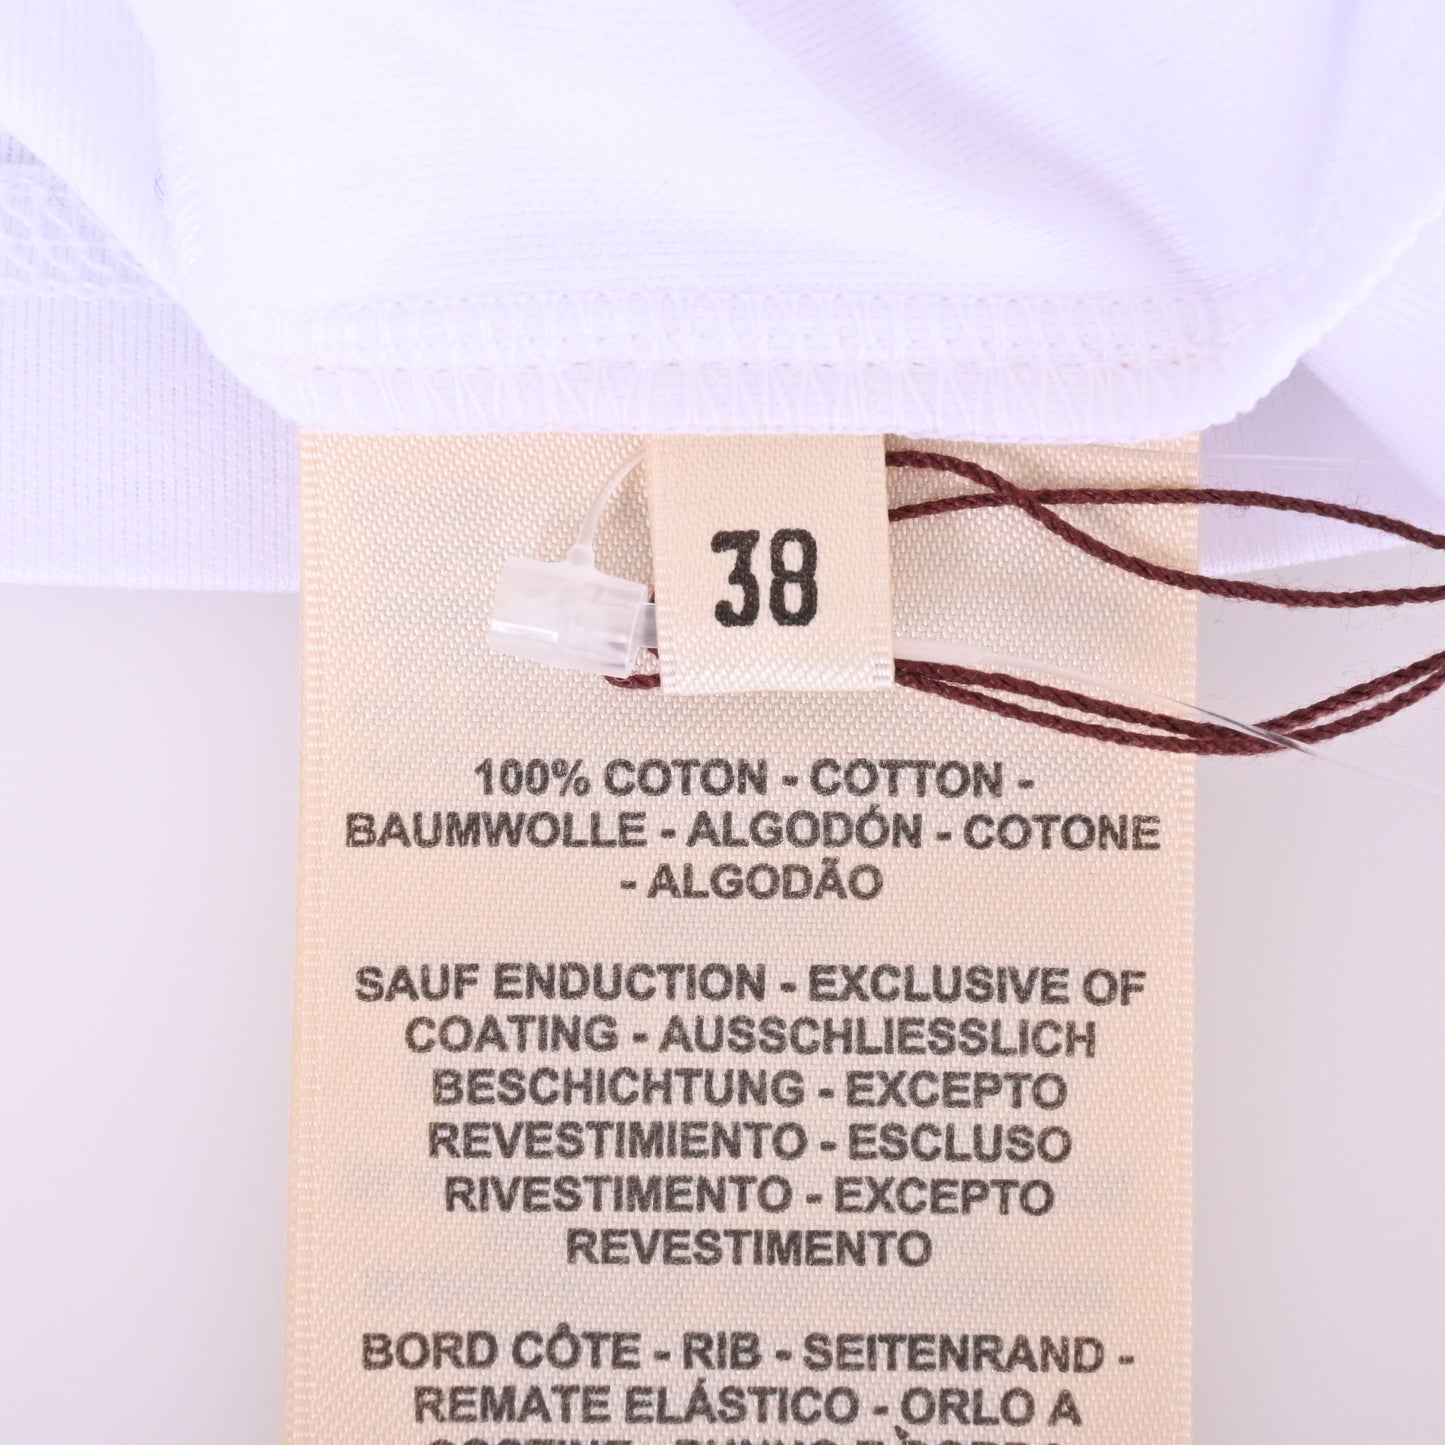 38
100% COTON - COTTON -
BAUMWOLLE - ALGODÓN - COTONE
- ALGODÃO
SAUF ENDUCTION - EXCLUSIVE OF
COATING - AUSSCHLIESSLICH
BESCHICHTUNG - EXCEPTO
REVESTIMIENTO - ESCLUSO
RIVESTIMENTO - EXCEPTO
REVESTIMENTO
BORD CÔTE - RIB - SEITENRAND -
REMATE ELÁSTICO - ORLO A